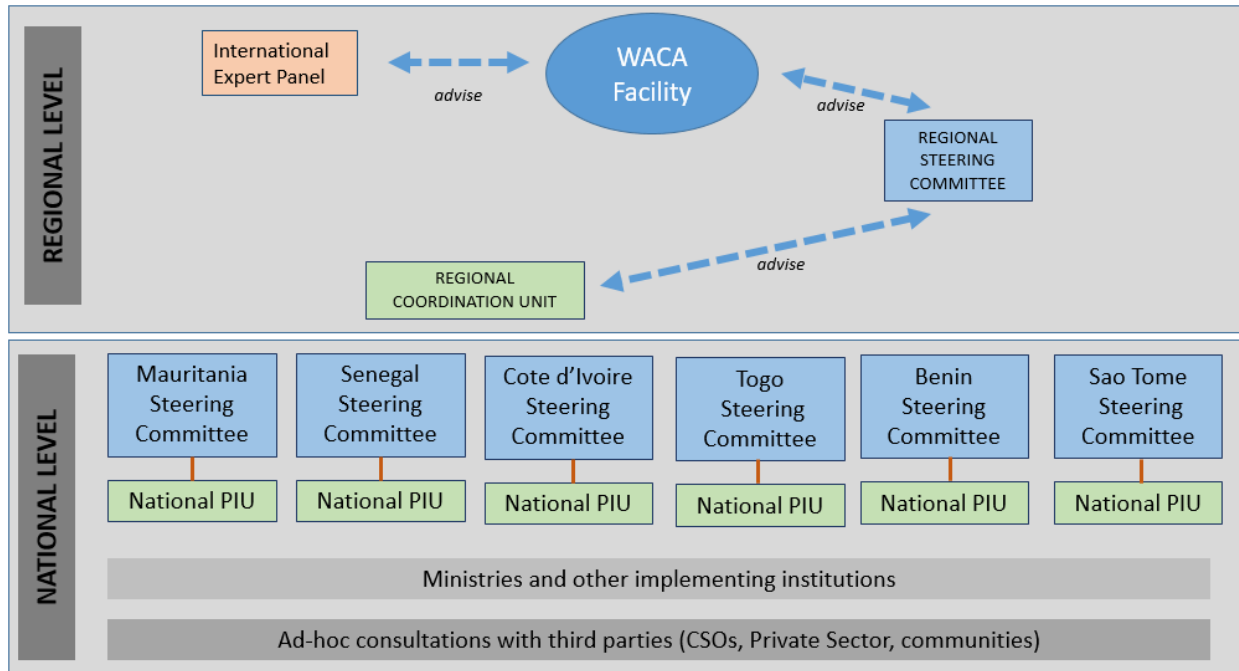 REGIONAL LEVEL
International
Expert Panel
advise
WACA
Facility
advise
REGIONAL
STEERING
COMMITTEE
advise
REGIONAL
COORDINATION UNIT
NATIONAL LEVEL
Mauritania
Steering
Committee
Senegal
Steering
Committee
Cote d’Ivoire
Steering
Committee
Togo
Steering
Committee
Benin
Steering
Committee
Sao Tome
Steering
Committee
National PIU
National PIU
National PIU
National PIU
National PIU
National PIU
Ministries and other implementing institutions
Ad-hoc consultations with third parties (CSOs, Private Sector, communities)